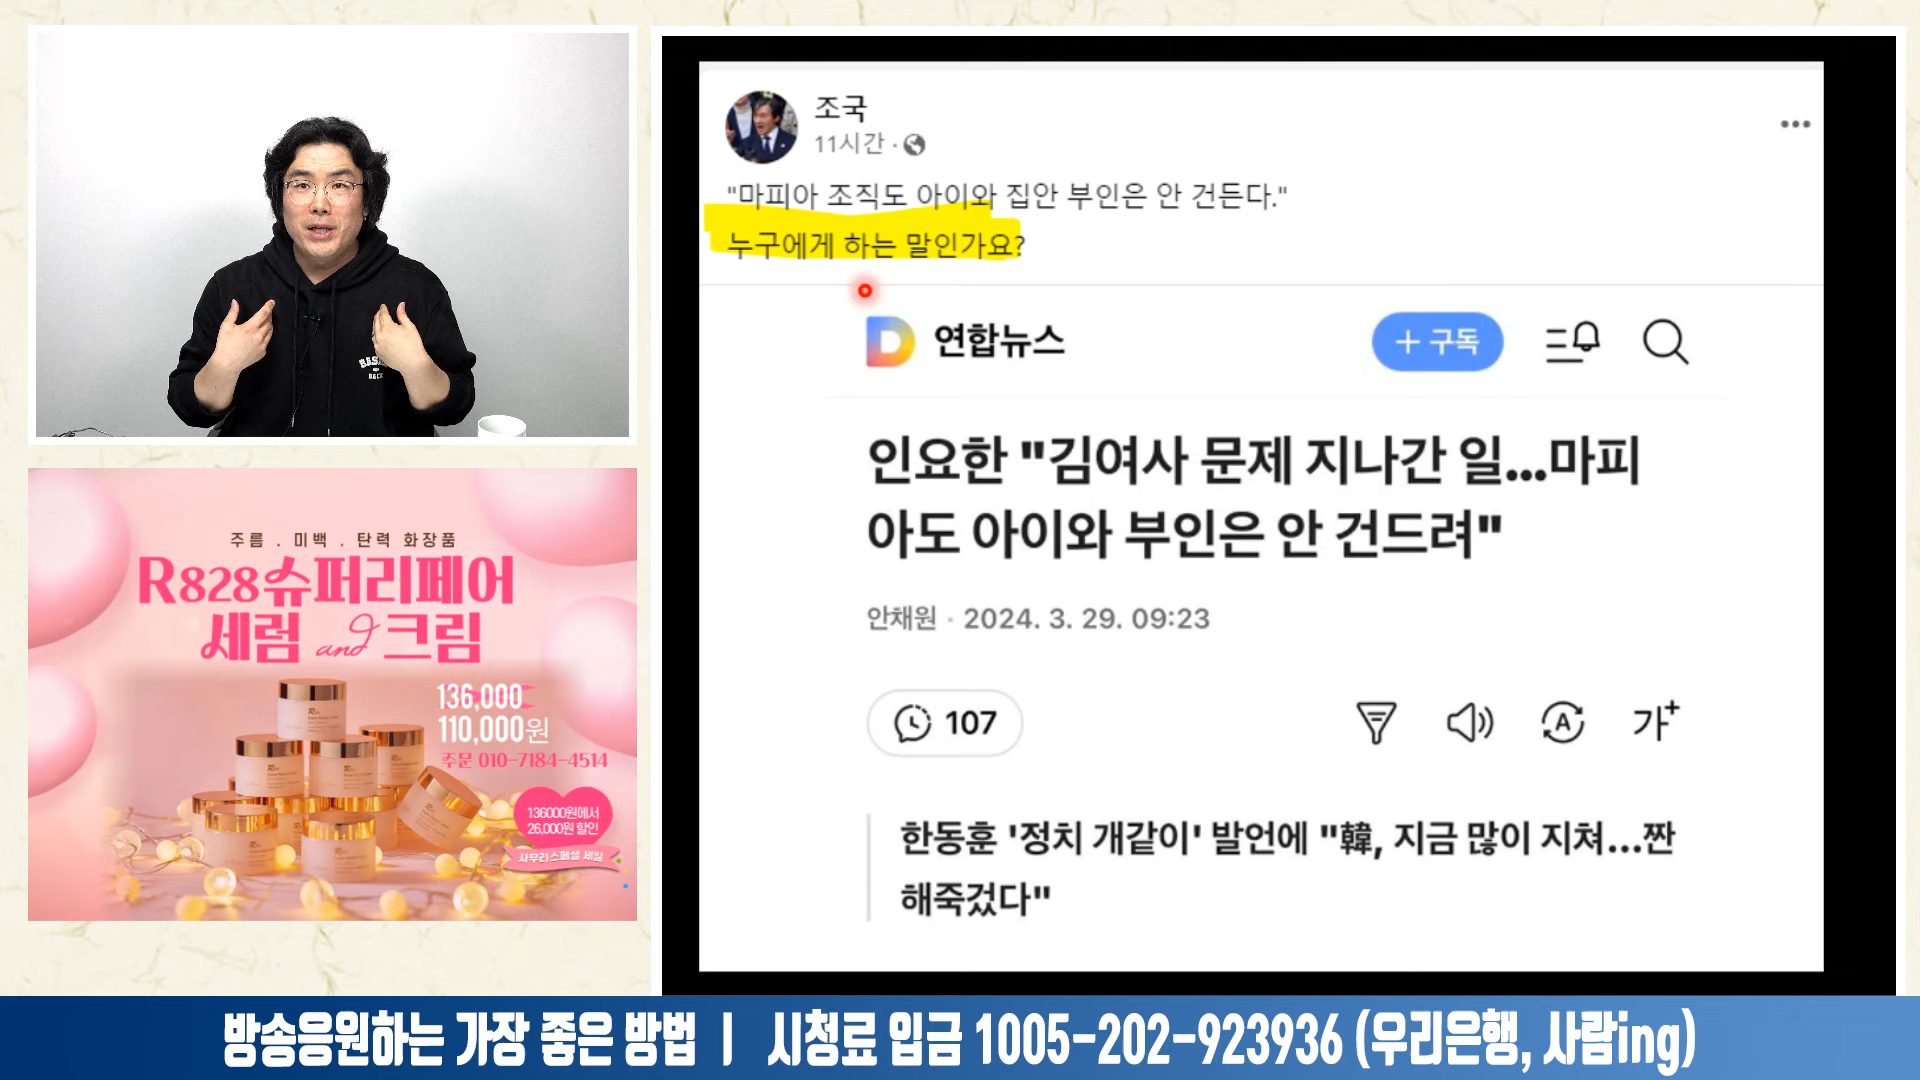 조국
11시간
"마피아 조직도 아이와 집안 부인은 안 건든다."
누구에게 하는 말인가요?
연합뉴스
+ 구독
인요한 "김여사 문제 지나간 일...마피
아도 아이와 부인은 안 건드려"
안채원 · 2024. 3. 29. 09:23
107
가+
한동훈 '정치 개같이' 발언에 "韓, 지금 많이 지쳐...짠
해죽겠다"
주름 . 미백 . 탄력 화장품
R828슈퍼리페어
세럼 and 크림
136,000
110,000원
주문 010-7184-4514
136000원에서
26,000원 할인
사무리스페셜 세일
방송응원하는 가장 좋은 방법 ㅣ 시청료 입금 1005-202-923936 (우리은행, 사람ing)